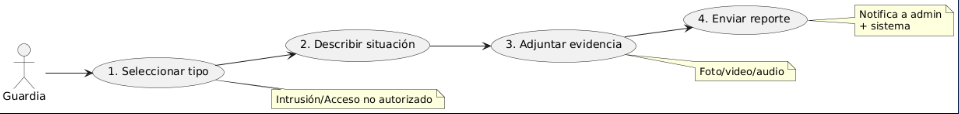 Guardia
1. Seleccionar tipo
Intrusión/Acceso no autorizado
2. Describir situación
3. Adjuntar evidencia
Foto/video/audio
4. Enviar reporte
Notifica a admin
+ sistema